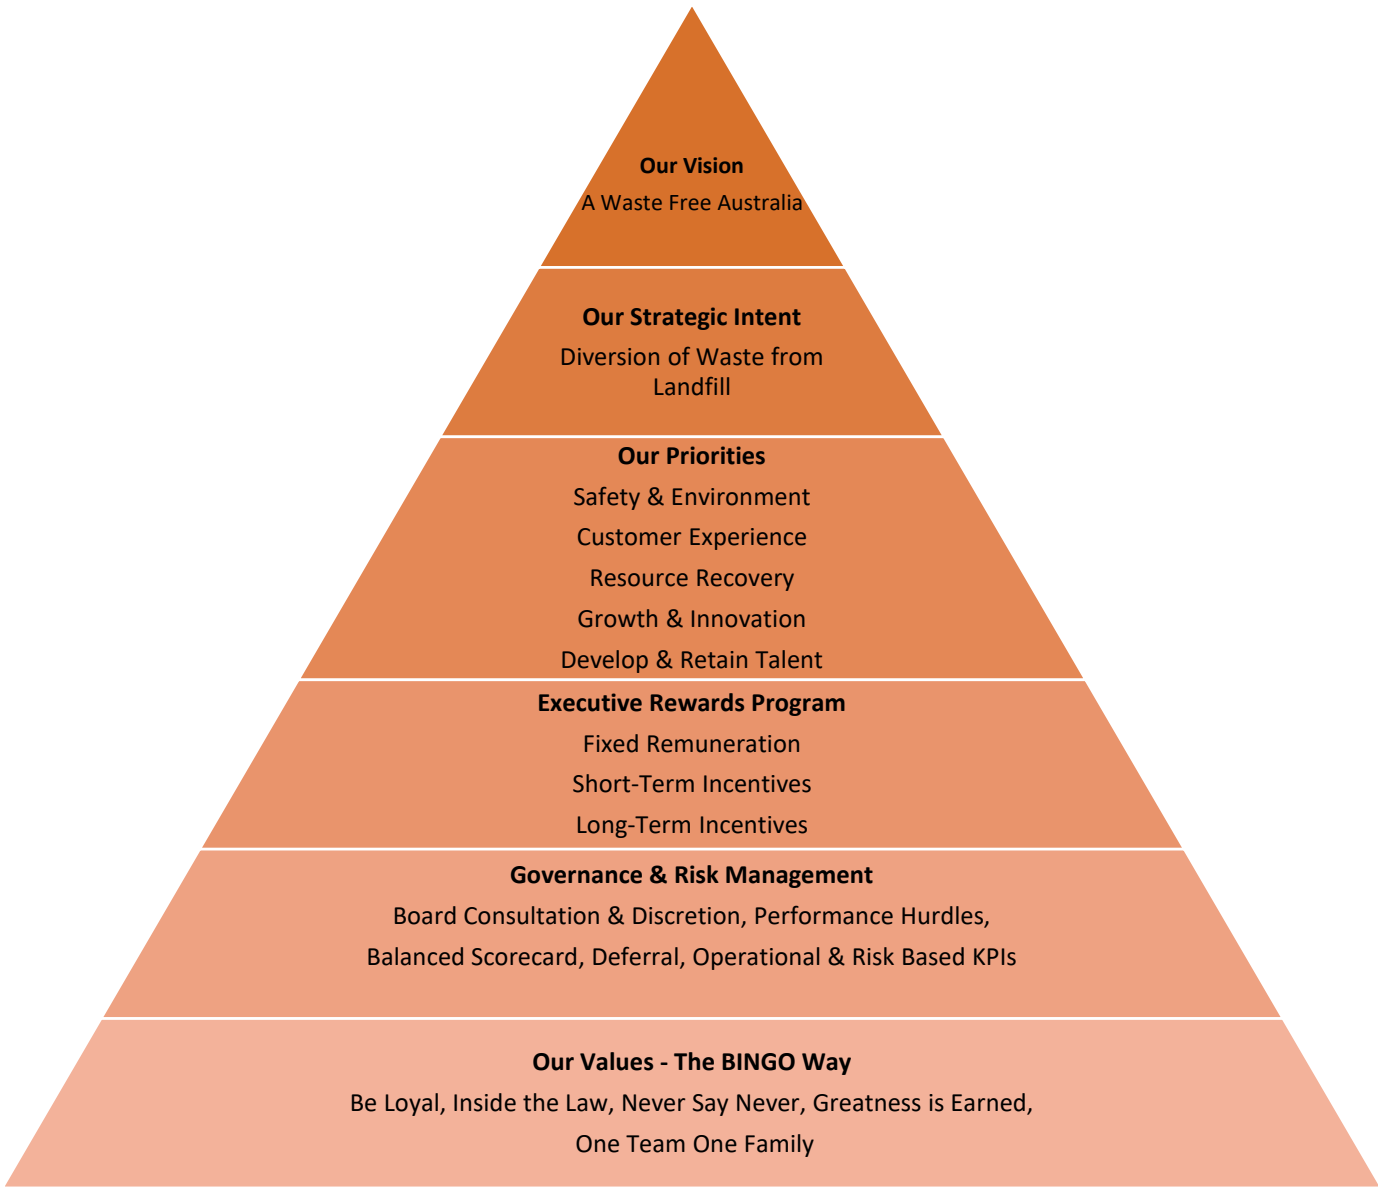 Our Vision
A Waste Free Australia
Our Strategic Intent
Diversion of Waste from
Landfill
Our Priorities
Safety & Environment
Customer Experience
Resource Recovery
Growth & Innovation
Develop & Retain Talent
Executive Rewards Program
Fixed Remuneration
Short-Term Incentives
Long-Term Incentives
Governance & Risk Management
Board Consultation & Discretion, Performance Hurdles,
Balanced Scorecard, Deferral, Operational & Risk Based KPIs
Our Values - The BINGO Way
Be Loyal, Inside the Law, Never Say Never, Greatness is Earned,
One Team One Family